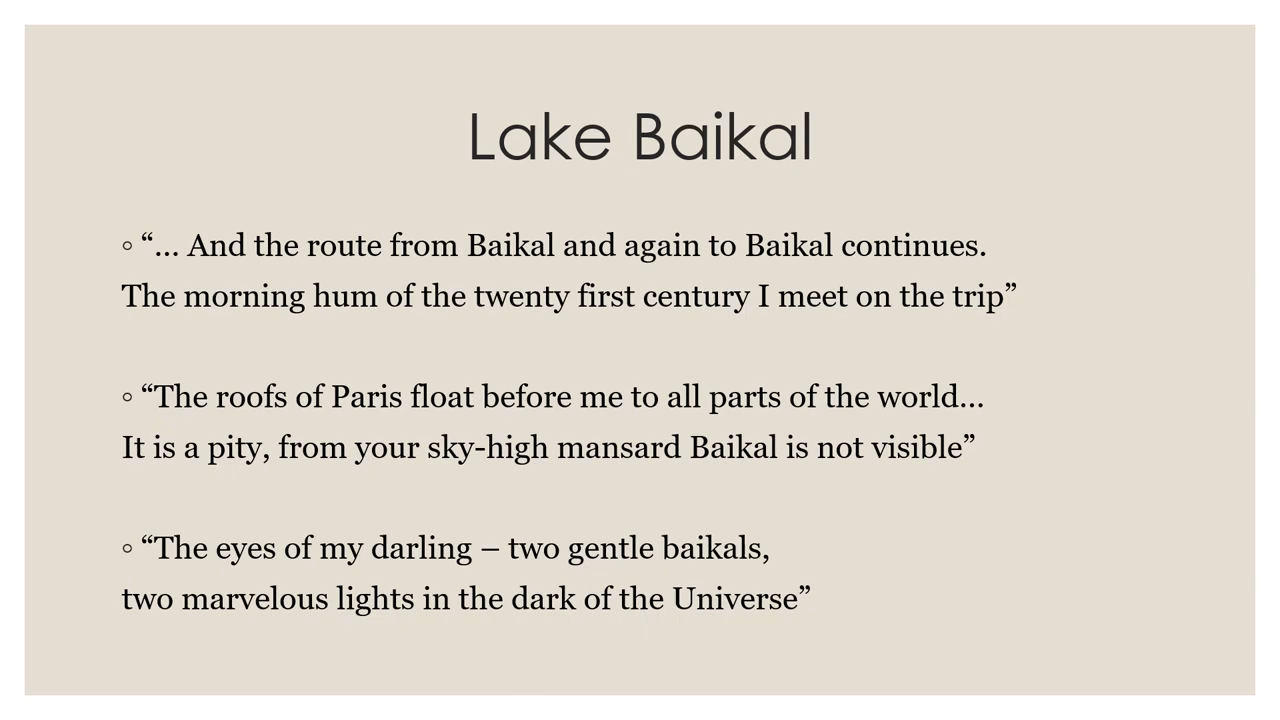 Lake Baikal
◦ “... And the route from Baikal and again to Baikal continues.
The morning hum of the twenty first century I meet on the trip”
◦ “The roofs of Paris float before me to all parts of the world...
It is a pity, from your sky-high mansard Baikal is not visible”
◦ “The eyes of my darling – two gentle baikals,
two marvelous lights in the dark of the Universe”